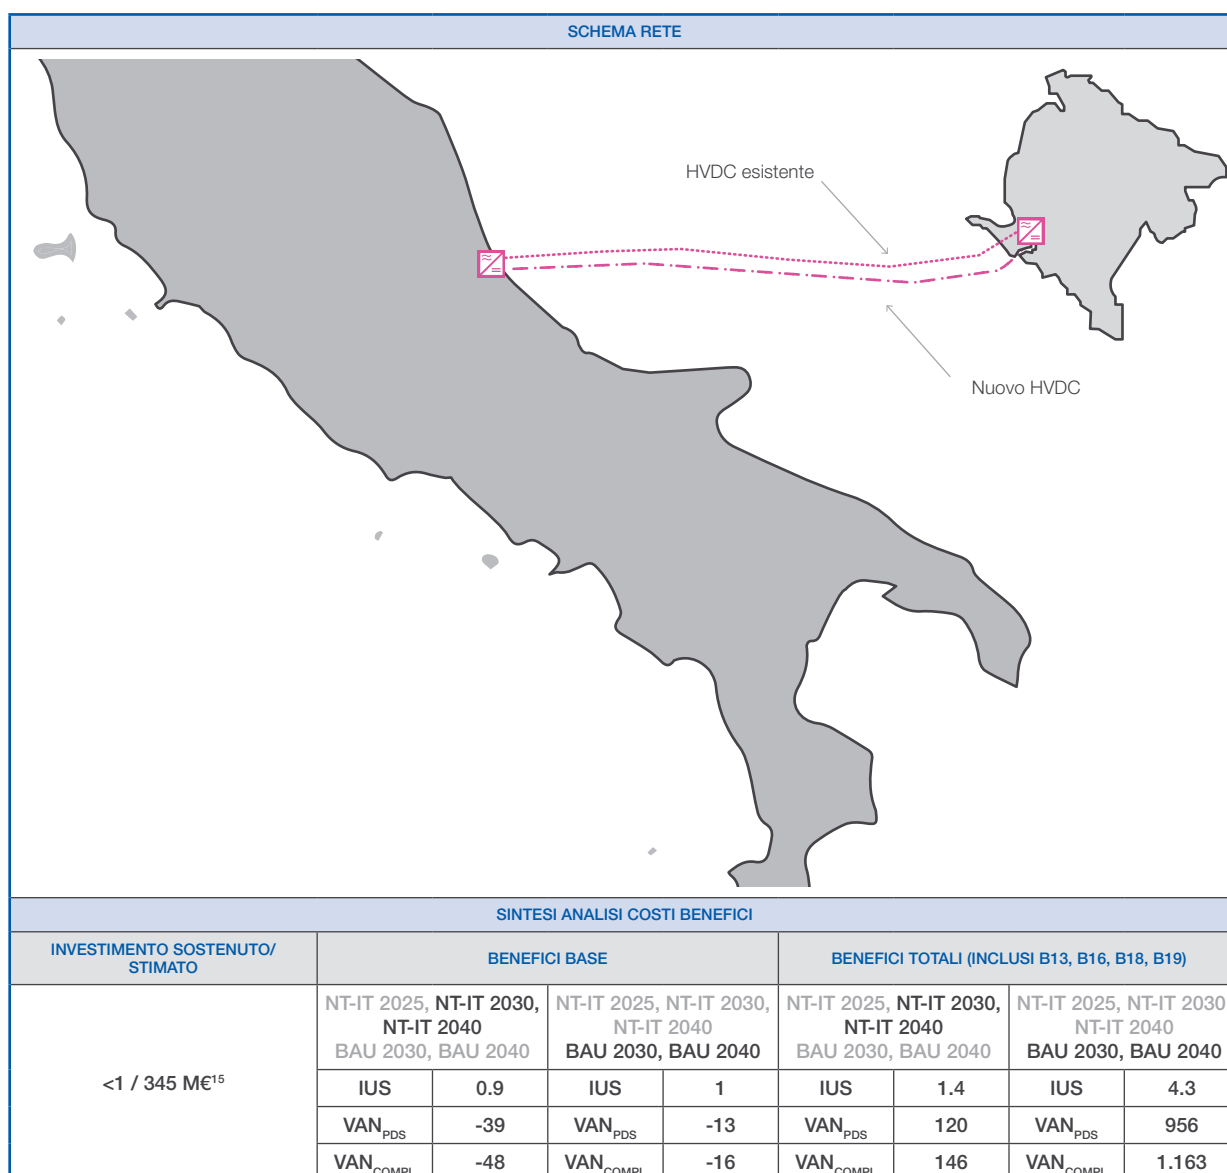 SCHEMA RETE
HVDC esistente
Nuovo HVDC
SINTESI ANALISI COSTI BENEFICI
INVESTIMENTO SOSTENUTO/
STIMATO
BENEFICI BASE
BENEFICI TOTALI (INCLUSI B13, B16, B18, B19)
<1 / 345 M€15
NT-IT 2025, NT-IT 2030,
NT-IT 2040
BAU 2030, BAU 2040
NT-IT 2025, NT-IT 2030,
NT-IT 2040
BAU 2030, BAU 2040
NT-IT 2025, NT-IT 2030,
NT-IT 2040
BAU 2030, BAU 2040
NT-IT 2025, NT-IT 2030
NT-IT 2040
BAU 2030, BAU 2040
IUS 0.9 IUS 1 IUS 1.4 IUS 4.3
VANPDS -39 VANPDS -13 VANPDS 120 VANPDS 956
VANCOMPL -48 VANCOMPL -16 VANCOMPL 146 VANCOMPL 1.163